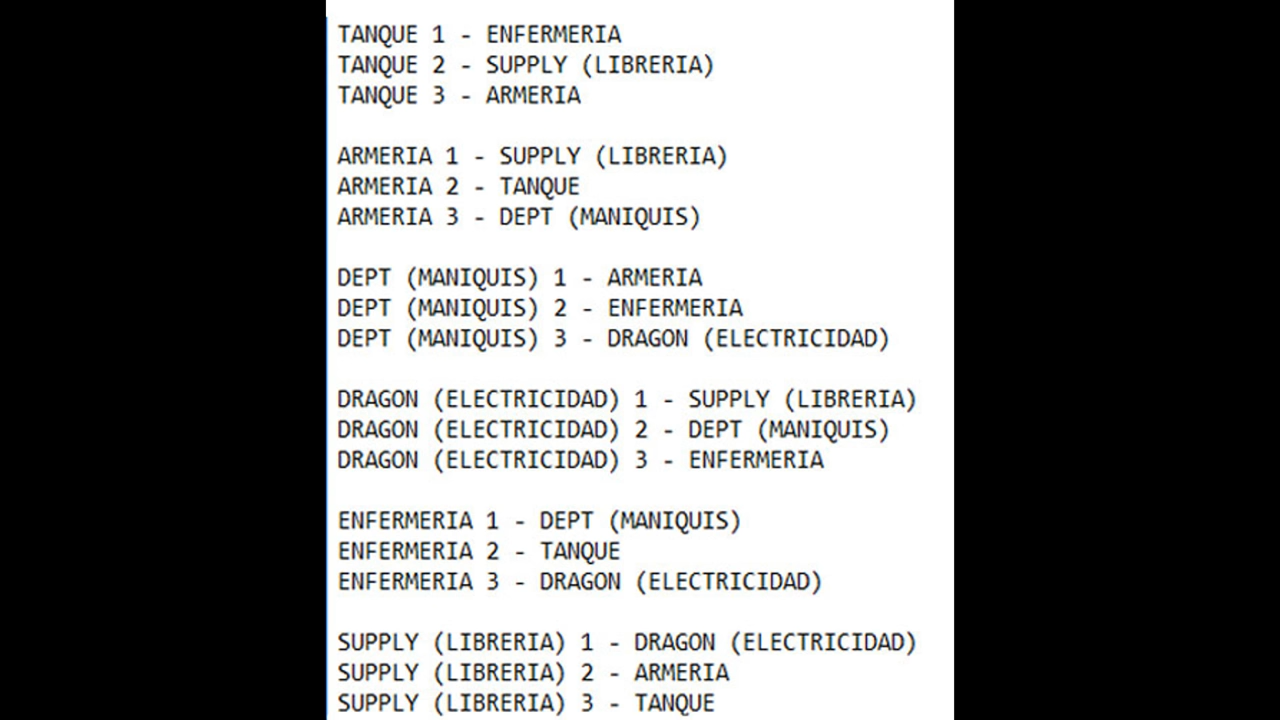 TANQUE 1 - ENFERMERIA
TANQUE 2 - SUPPLY (LIBRERIA)
TANQUE 3 - ARMERIA
ARMERIA 1 - SUPPLY (LIBRERIA)
ARMERIA 2 - TANQUE
ARMERIA 3 - DEPT (MANIQUIS)
DEPT (MANIQUIS) 1 - ARMERIA
DEPT (MANIQUIS) 2 - ENFERMERIA
DEPT (MANIQUIS) 3 - DRAGON (ELECTRICIDAD)
DRAGON (ELECTRICIDAD) 1 - SUPPLY (LIBRERIA)
DRAGON (ELECTRICIDAD) 2 - DEPT (MANIQUIS)
DRAGON (ELECTRICIDAD) 3 - ENFERMERIA
ENFERMERIA 1 - DEPT (MANIQUIS)
ENFERMERIA 2 - TANQUE
ENFERMERIA 3 - DRAGON (ELECTRICIDAD)
SUPPLY (LIBRERIA) 1 - DRAGON (ELECTRICIDAD)
SUPPLY (LIBRERIA) 2 - ARMERIA
SUPPLY (LIBRERIA) 3 - TANQUE